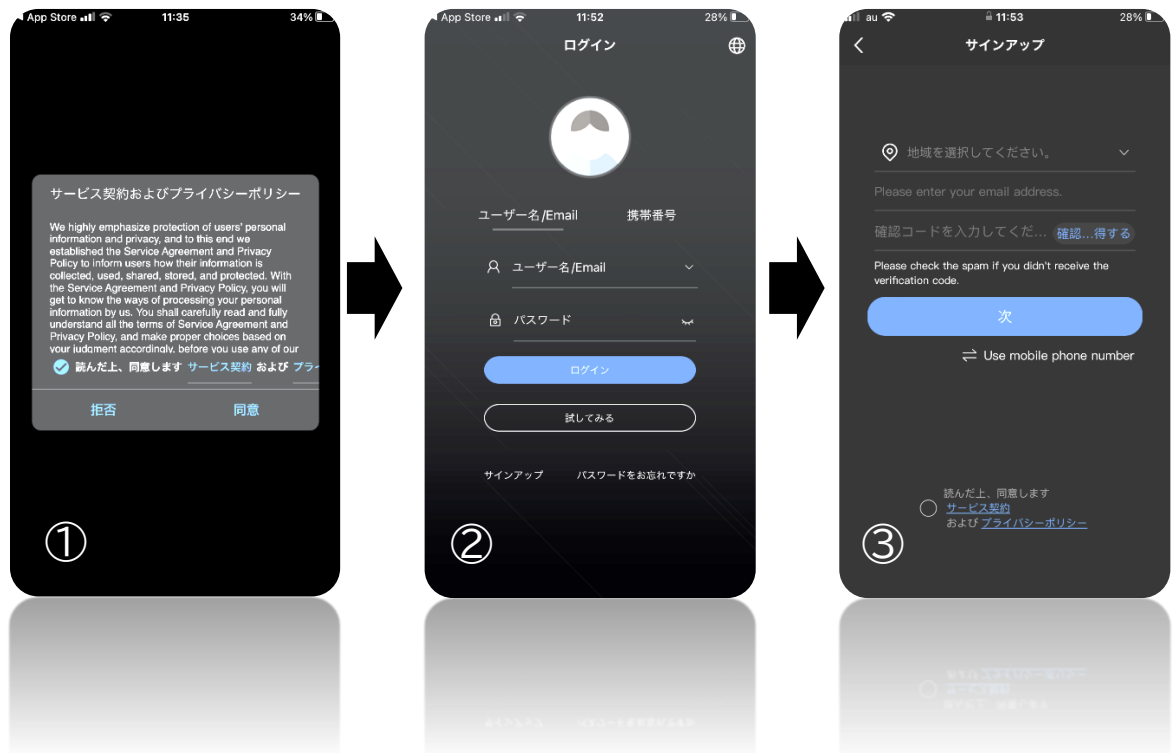 App Store
11:35
34%
サービス契約およびプライバシーポリシー
We highly emphasize protection of users' personal
information and privacy, and to this end we
established the Service Agreement and Privacy
Policy to inform users how their information is
collected, used, shared, stored, and protected. With
the Service Agreement and Privacy Policy, you will
get to know the ways of processing your personal
information by us. You shall carefully read and fully
understand all the terms of Service Agreement and
Privacy Policy, and make proper choices based on
your judgment accordingly, before you use any of our
読んだ上、同意します サービス契約 および プライ
拒否
同意
①
App Store
11:52
28%
ログイン
ユーザー名/Email
携帯番号
ユーザー名/Email
パスワード
ログイン
試してみる
サインアップ
パスワードをお忘れですか
②
au
11:53
28%
サインアップ
地域を選択してください。
Please enter your email address.
確認コードを入力してくだ... 確認...得する
Please check the spam if you didn't receive the
verification code.
次
Use mobile phone number
読んだ上、同意します
サービス契約
および プライバシーポリシー
③